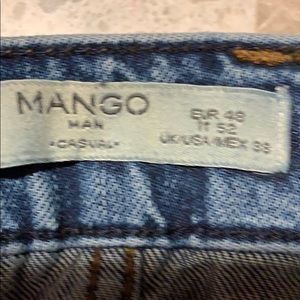 MANGO
MAN
•CASUAL•
EUR 48
IT 52
UK/USA/MEX 38